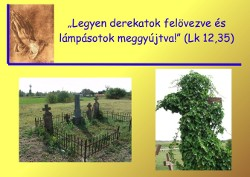 „Legyen derekatok felövezve és
lámpásotok meggyújtva!” (Lk 12,35)